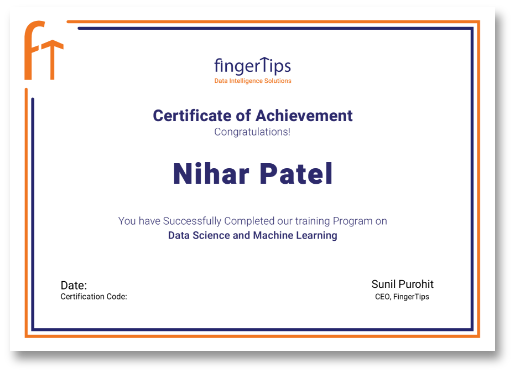 fT
fingerTips
Data Intelligence Solutions
Certificate of Achievement
Congratulations!
Nihar Patel
You have Successfully Completed our training Program on
Data Science and Machine Learning
Date:
Certification Code:
Sunil Purohit
CEO, FingerTips